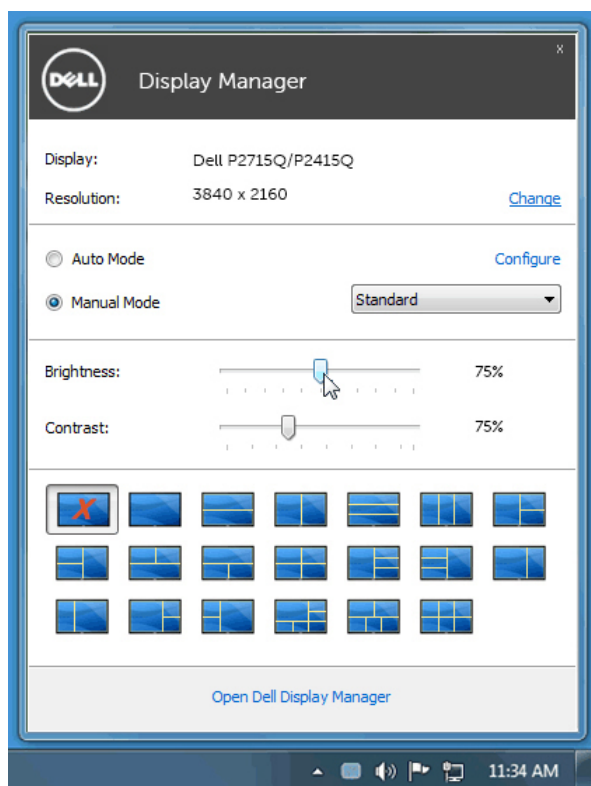 DELL
Display Manager
x
Display: Dell P2715Q/P2415Q
Resolution: 3840 x 2160 Change
Auto Mode Configure
Manual Mode Standard
Brightness: 75%
Contrast: 75%
X
Open Dell Display Manager
11:34 AM